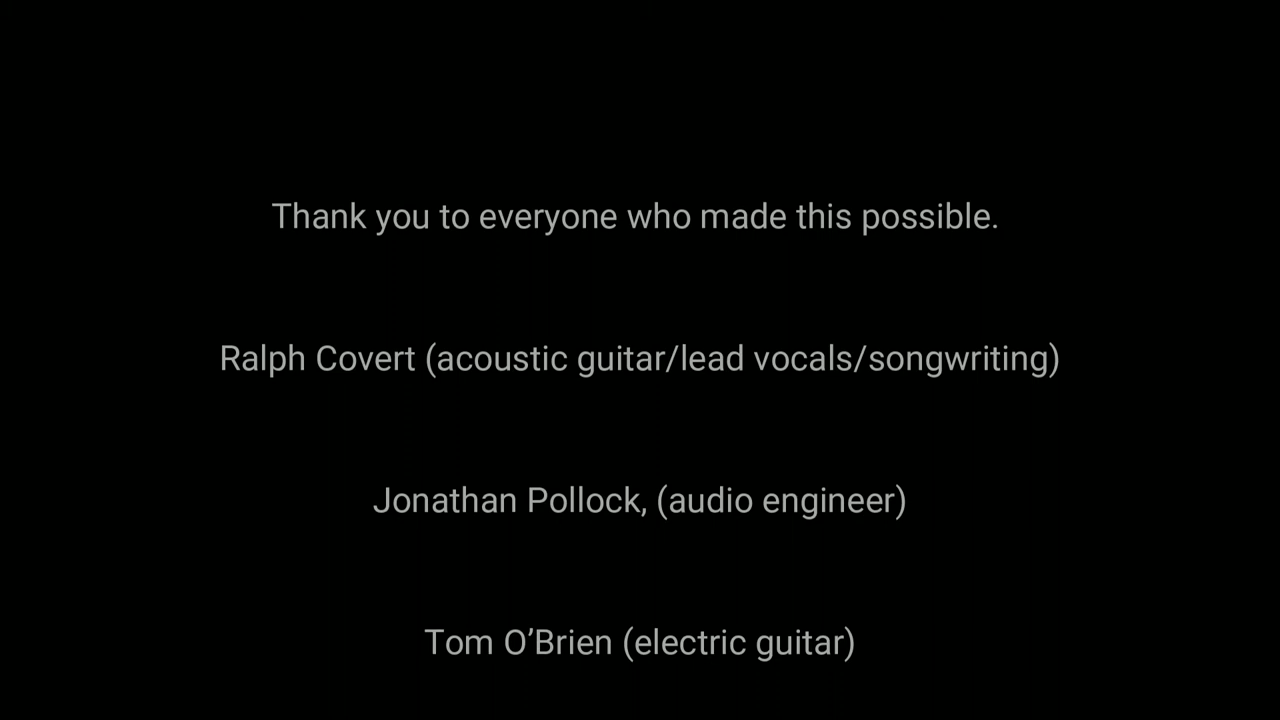 Thank you to everyone who made this possible.
Ralph Covert (acoustic guitar/lead vocals/songwriting)
Jonathan Pollock, (audio engineer)
Tom O’Brien (electric guitar)